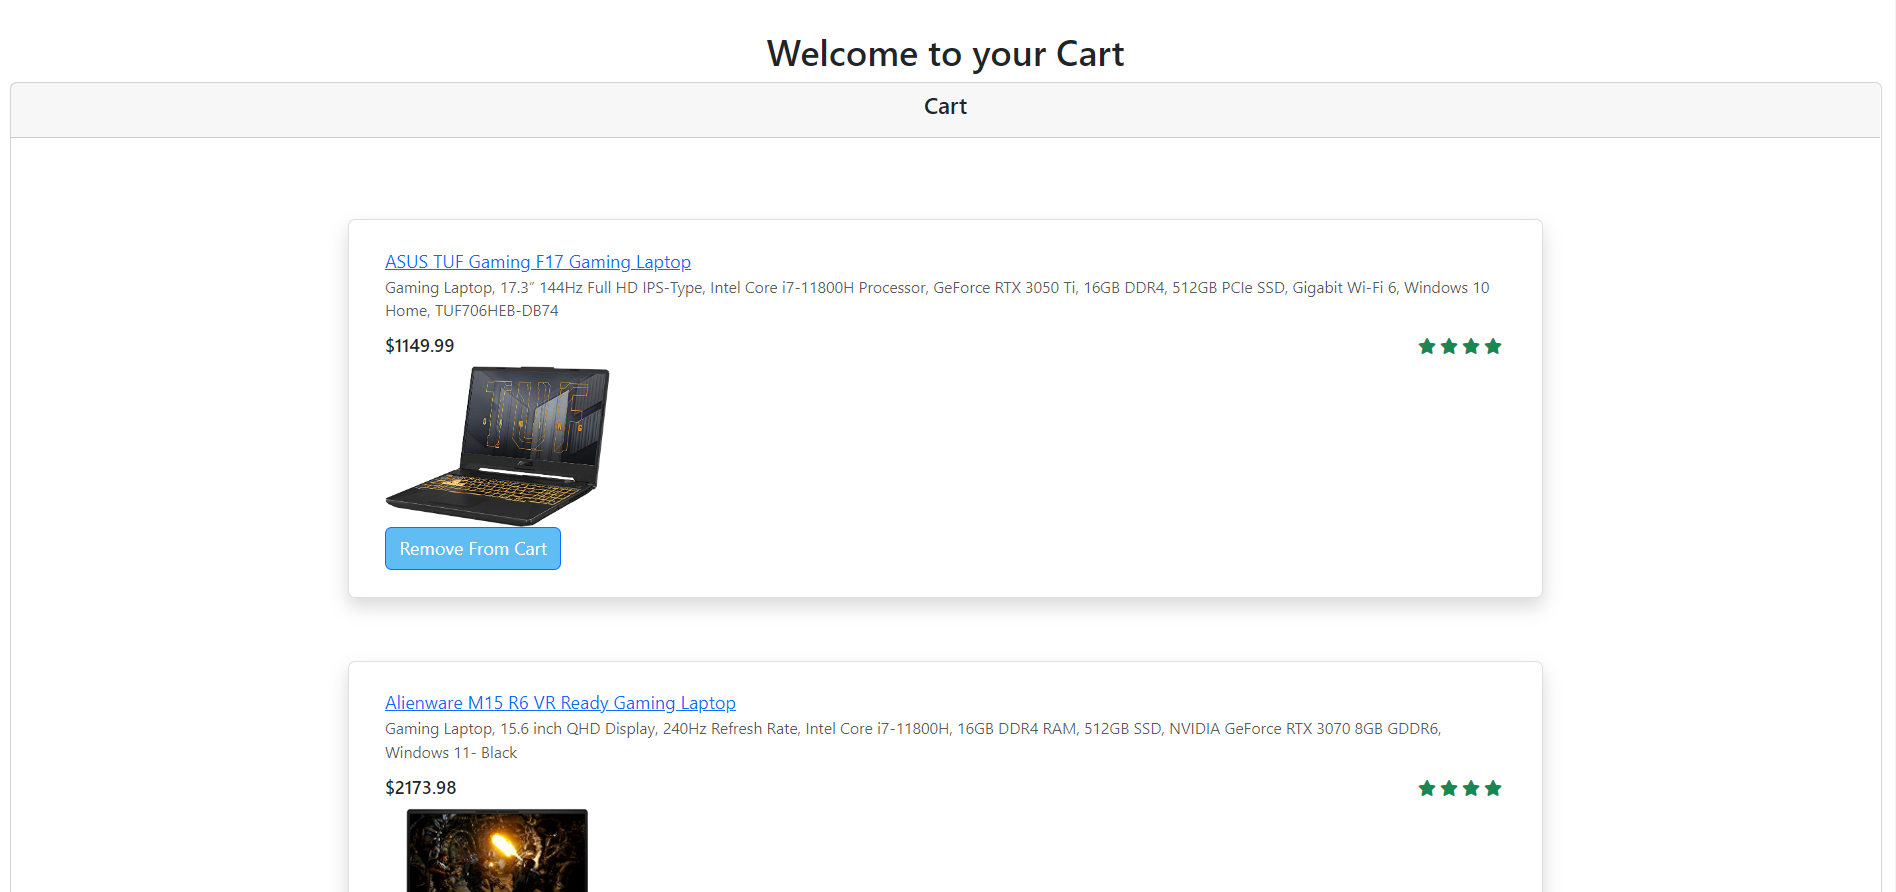 Welcome to your Cart
Cart
ASUS TUF Gaming F17 Gaming Laptop
Gaming Laptop, 17.3” 144Hz Full HD IPS-Type, Intel Core i7-11800H Processor, GeForce RTX 3050 Ti, 16GB DDR4, 512GB PCIe SSD, Gigabit Wi-Fi 6, Windows 10
Home, TUF706HEB-DB74
$1149.99
TUF
Remove From Cart
Alienware M15 R6 VR Ready Gaming Laptop
Gaming Laptop, 15.6 inch QHD Display, 240Hz Refresh Rate, Intel Core i7-11800H, 16GB DDR4 RAM, 512GB SSD, NVIDIA GeForce RTX 3070 8GB GDDR6,
Windows 11- Black
$2173.98